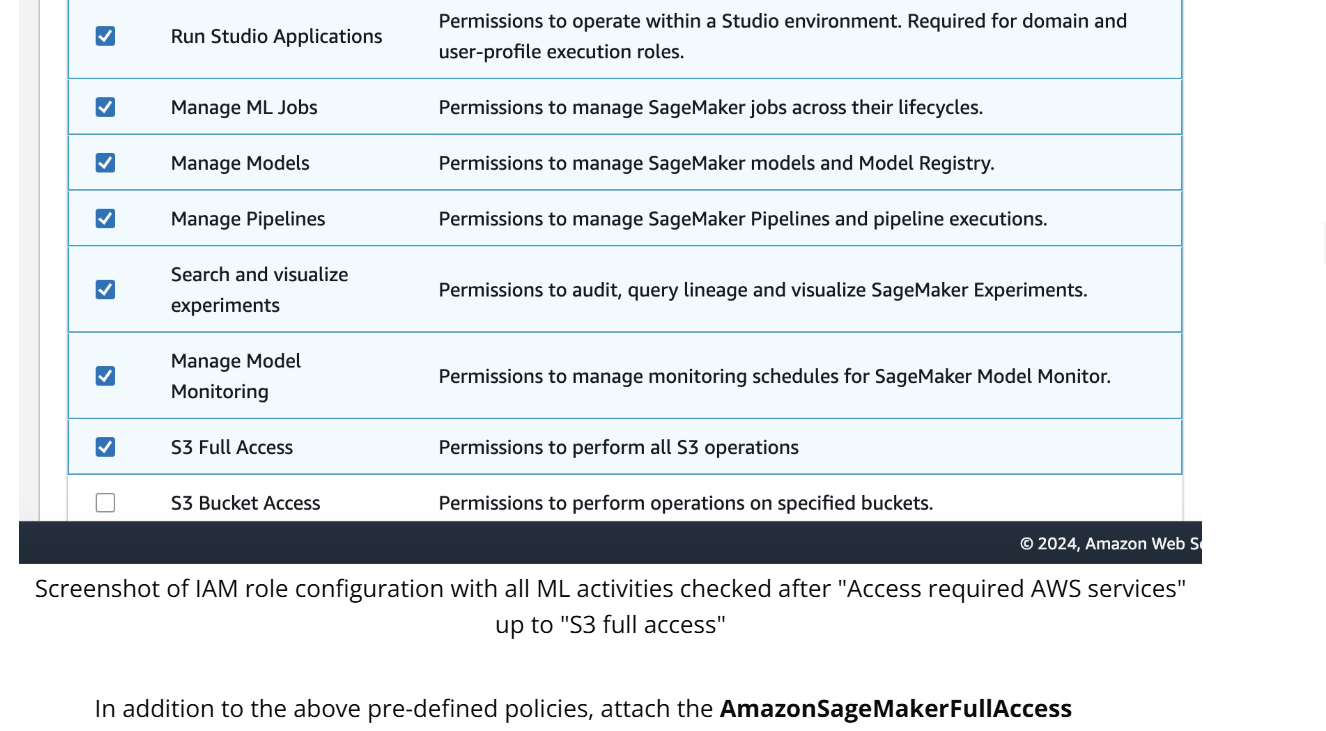 Run Studio Applications
Permissions to operate within a Studio environment. Required for domain and
user-profile execution roles.
Manage ML Jobs
Permissions to manage SageMaker jobs across their lifecycles.
Manage Models
Permissions to manage SageMaker models and Model Registry.
Manage Pipelines
Permissions to manage SageMaker Pipelines and pipeline executions.
Search and visualize
experiments
Permissions to audit, query lineage and visualize SageMaker Experiments.
Manage Model
Monitoring
Permissions to manage monitoring schedules for SageMaker Model Monitor.
S3 Full Access
Permissions to perform all S3 operations
S3 Bucket Access
Permissions to perform operations on specified buckets.
© 2024, Amazon Web
Screenshot of IAM role configuration with all ML activities checked after "Access required AWS services"
up to "S3 full access"
In addition to the above pre-defined policies, attach the AmazonSageMakerFullAccess